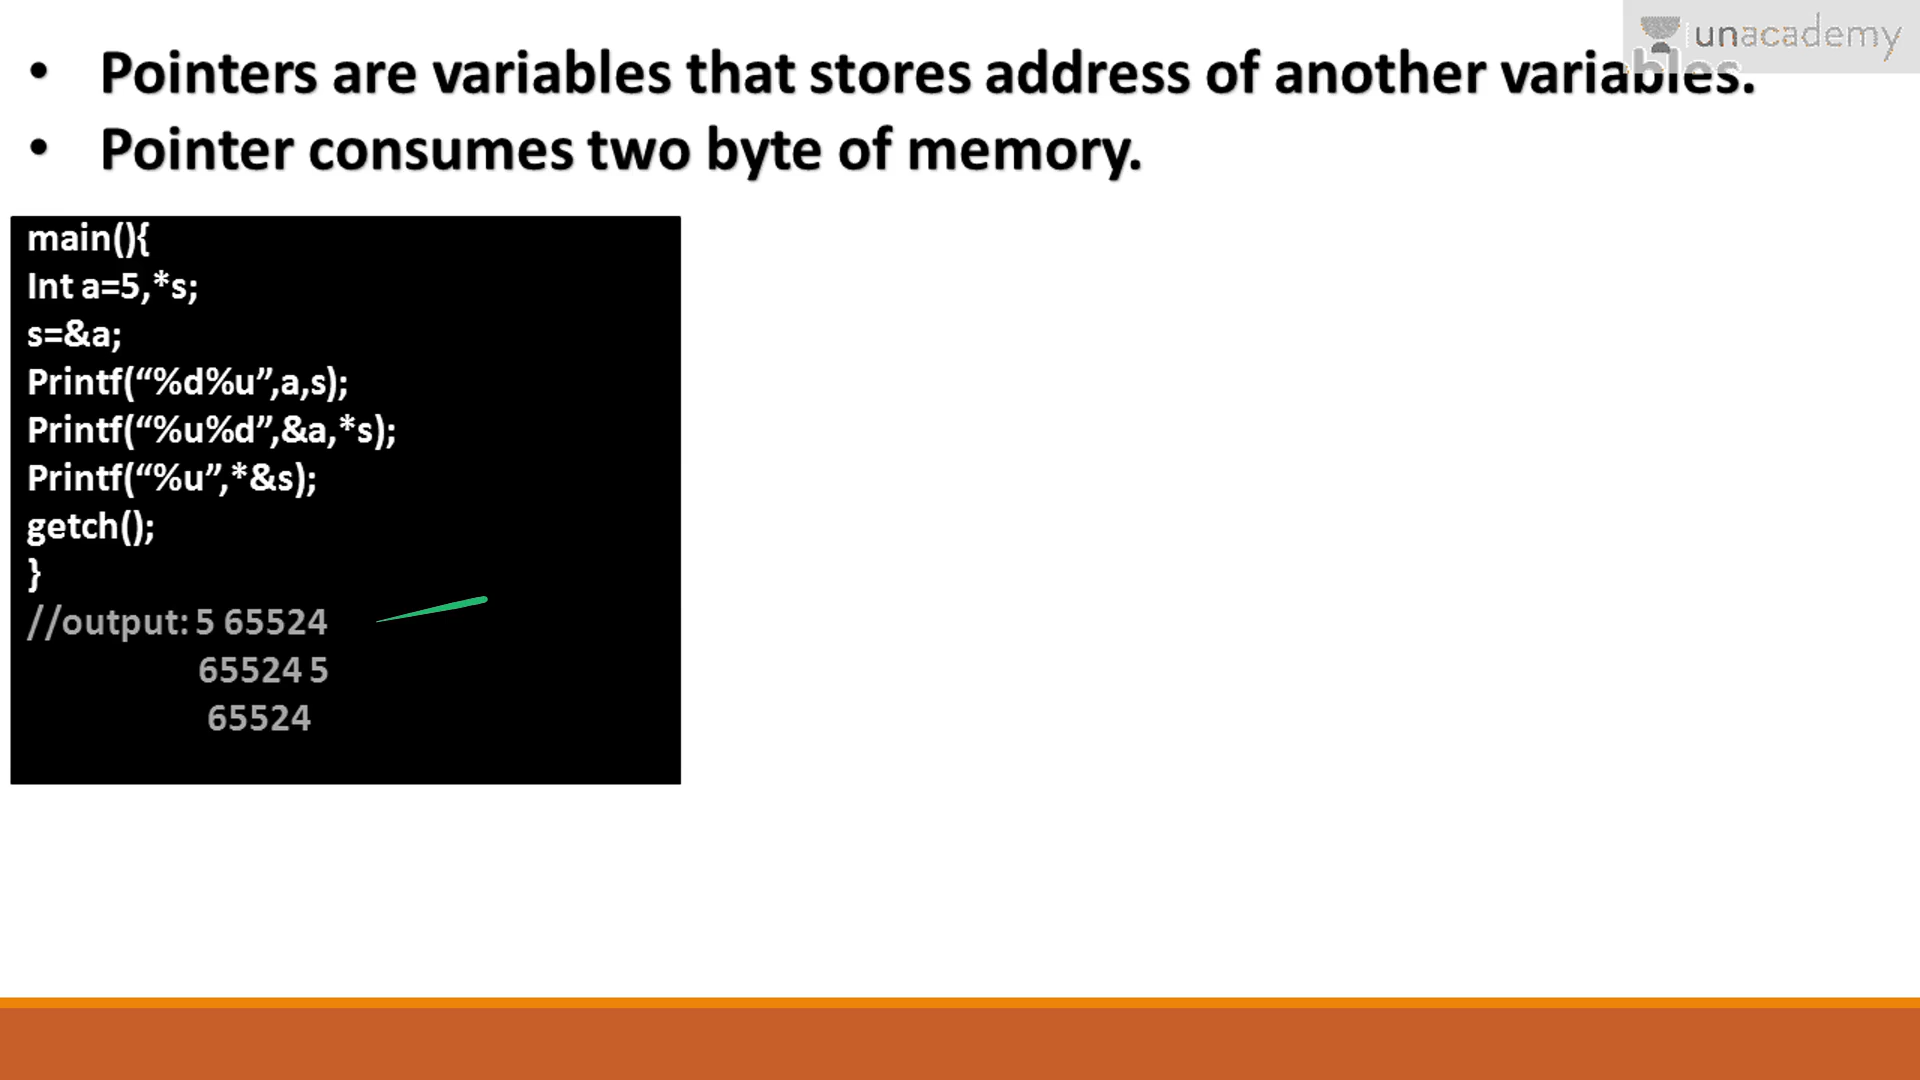 unacademy
• Pointers are variables that stores address of another variables.
• Pointer consumes two byte of memory.
main(){
Int a=5,*s;
s=&a;
Printf(“%d%u”,a,s);
Printf(“%u%d”,&a,*s);
Printf(“%u”,*&s);
getch();
}
//output: 5 65524
65524 5
65524